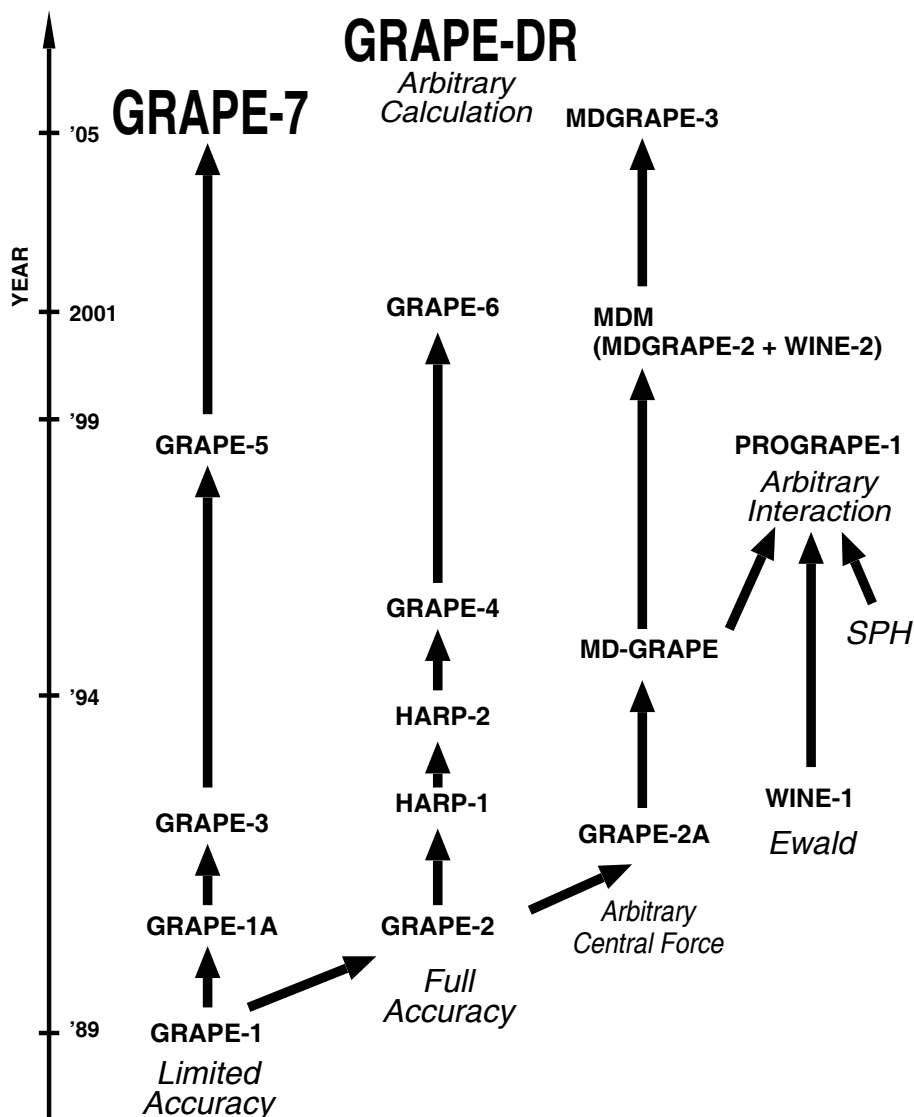 GRAPE-DR
Arbitrary
Calculation
GRAPE-7
MDGRAPE-3
'05
YEAR
GRAPE-6
2001
MDM
(MDGRAPE-2 + WINE-2)
'99
GRAPE-5
PROGRAPE-1
Arbitrary
Interaction
GRAPE-4
SPH
MD-GRAPE
'94
HARP-2
HARP-1
WINE-1
GRAPE-3
GRAPE-2A
Ewald
Arbitrary
Central Force
GRAPE-1A
GRAPE-2
Full
Accuracy
'89
GRAPE-1
Limited
Accuracy